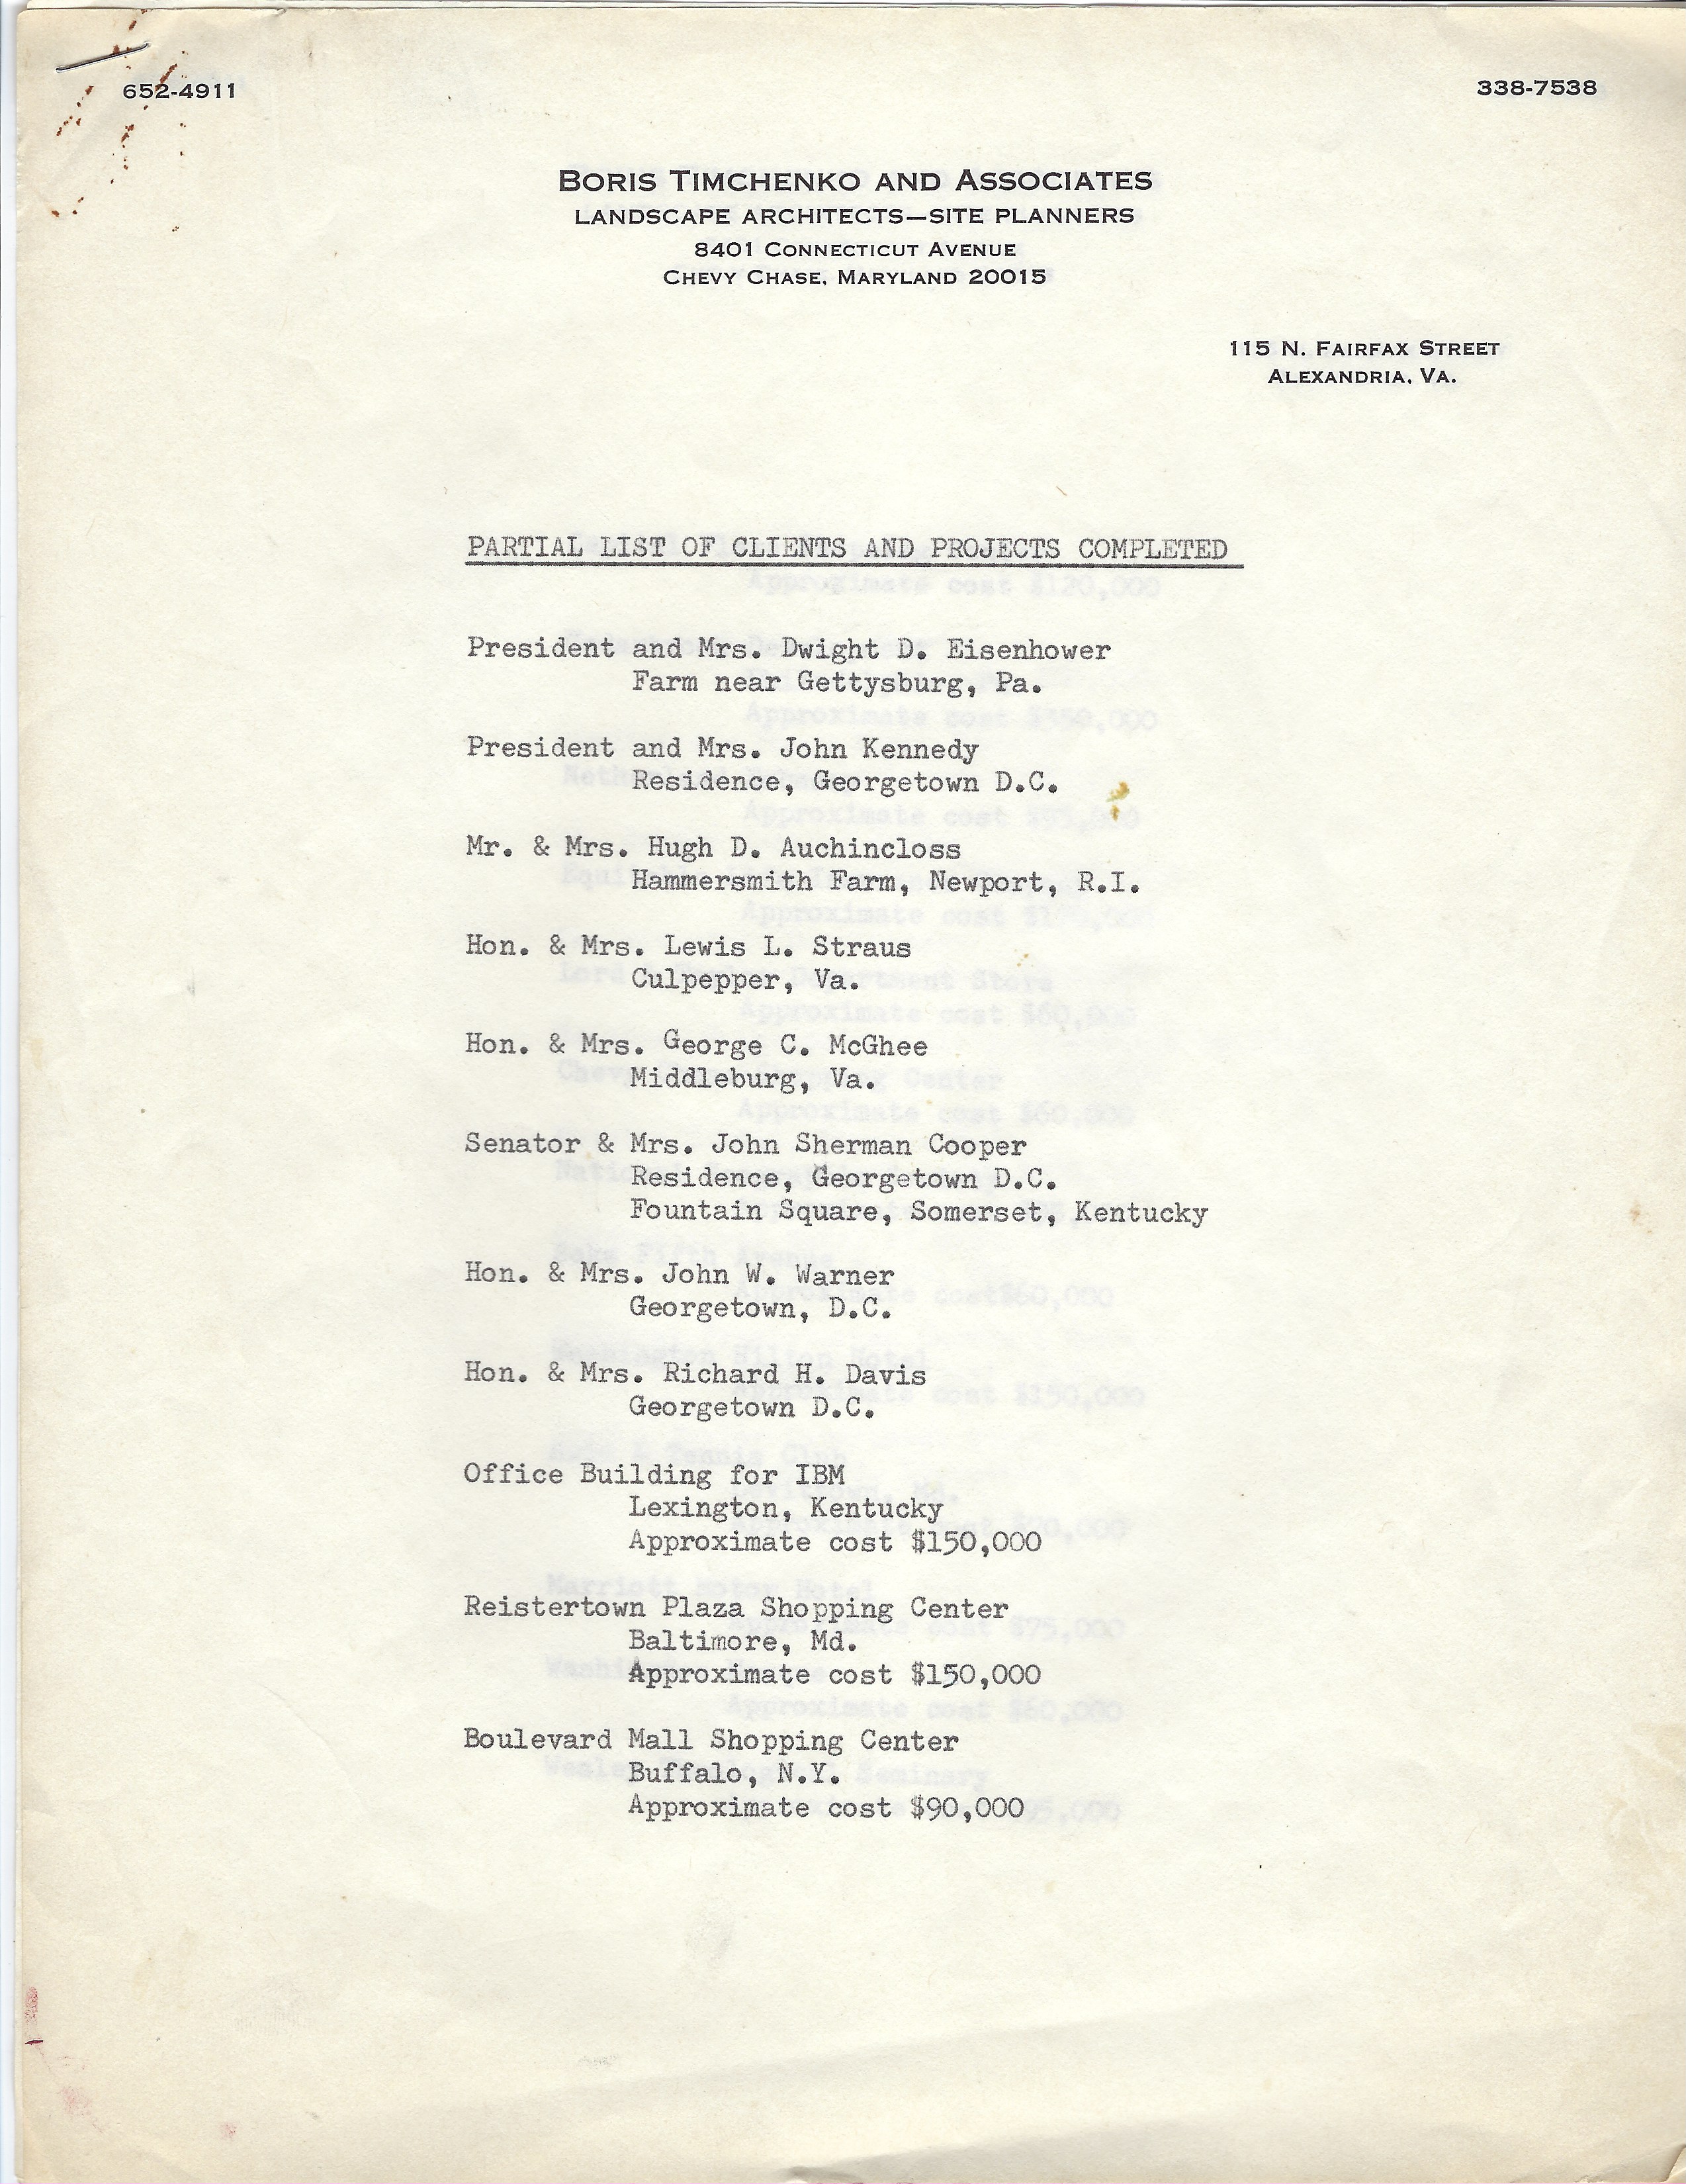 652-4911
338-7538
BORIS TIMCHENKO AND ASSOCIATES
LANDSCAPE ARCHITECTS—SITE PLANNERS
8401 CONNECTICUT AVENUE
CHEVY CHASE, MARYLAND 20015
115 N. FAIRFAX STREET
ALEXANDRIA, VA.
PARTIAL LIST OF CLIENTS AND PROJECTS COMPLETED
President and Mrs. Dwight D. Eisenhower
Farm near Gettysburg, Pa.
President and Mrs. John Kennedy
Residence, Georgetown D.C.
Mr. & Mrs. Hugh D. Auchincloss
Hammersmith Farm, Newport, R.I.
Hon. & Mrs. Lewis L. Straus
Culpepper, Va.
Hon. & Mrs. George C. McGhee
Middleburg, Va.
Senator & Mrs. John Sherman Cooper
Residence, Georgetown D.C.
Fountain Square, Somerset, Kentucky
Hon. & Mrs. John W. Warner
Georgetown, D.C.
Hon. & Mrs. Richard H. Davis
Georgetown D.C.
Office Building for IBM
Lexington, Kentucky
Approximate cost $150,000
Reistertown Plaza Shopping Center
Baltimore, Md.
Approximate cost $150,000
Boulevard Mall Shopping Center
Buffalo, N.Y.
Approximate cost $90,000